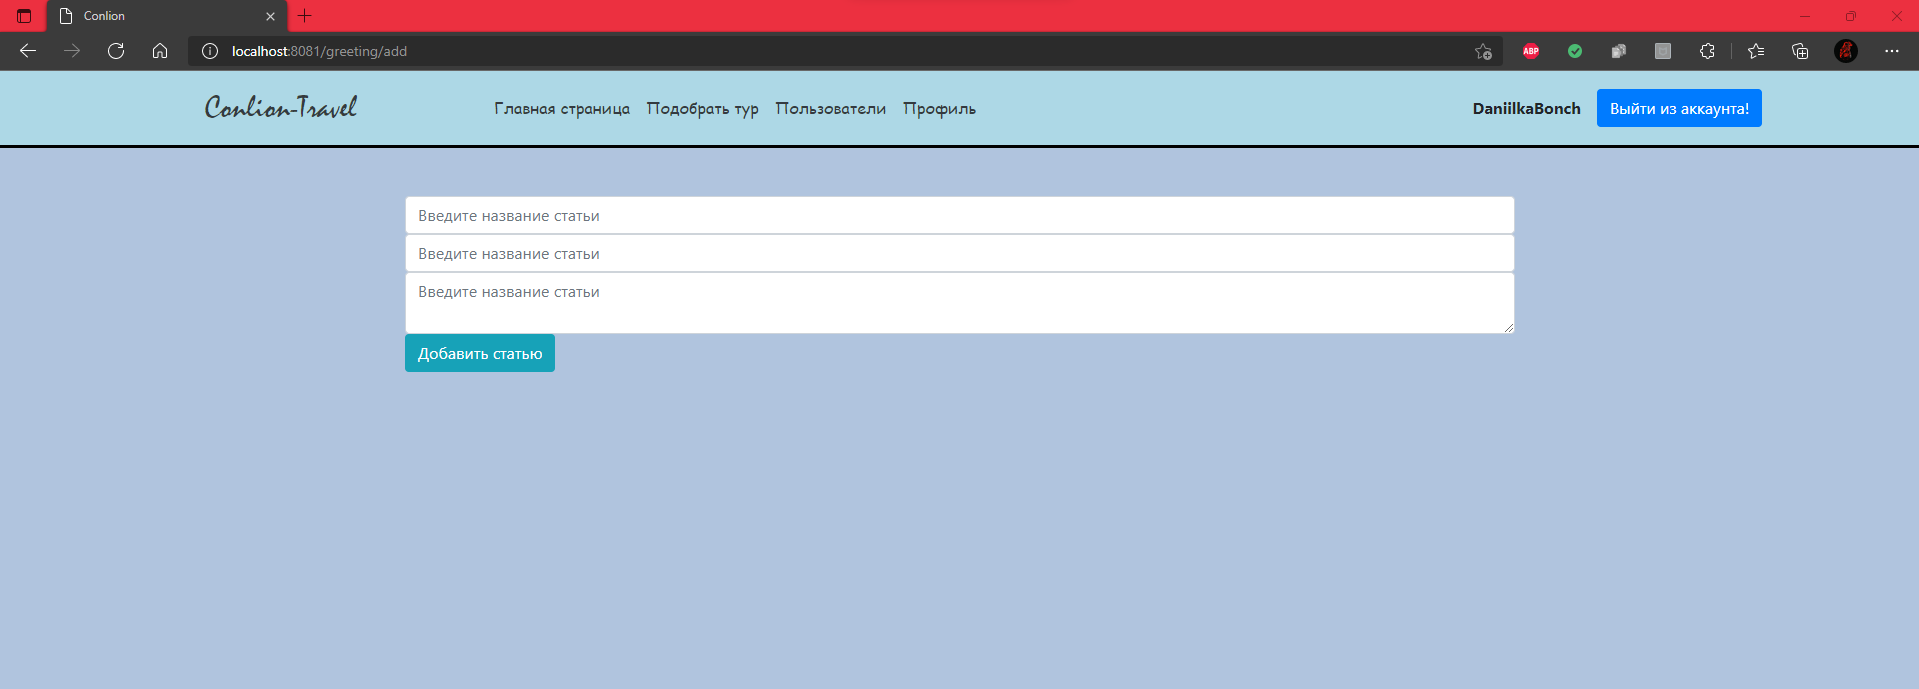 Conlion
localhost:8081/greeting/add
ABP
Conlion-Travel Главная страница Подобрать тур Пользователи Профиль DaniilkaBonch Выйти из аккаунта!
Введите название статьи
Введите название статьи
Введите название статьи
Добавить статью